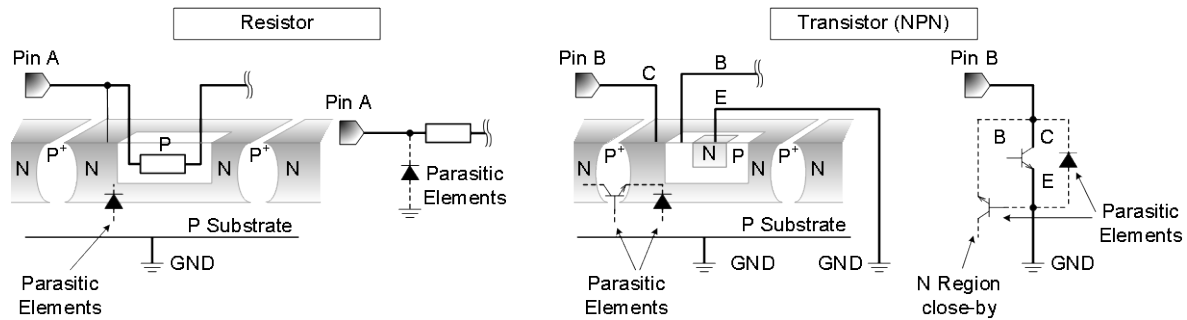 Resistor
Transistor (NPN)
Pin A
Pin A
P
N
P+
N
N
P+
N
Parasitic
Elements
P Substrate
GND
Parasitic
Elements
Pin B
C
B
E
N
P+
N
N
P
P+
N
N
P Substrate
GND
GND
Parasitic
Elements
Pin B
B
C
E
Parasitic
Elements
GND
N Region
close-by